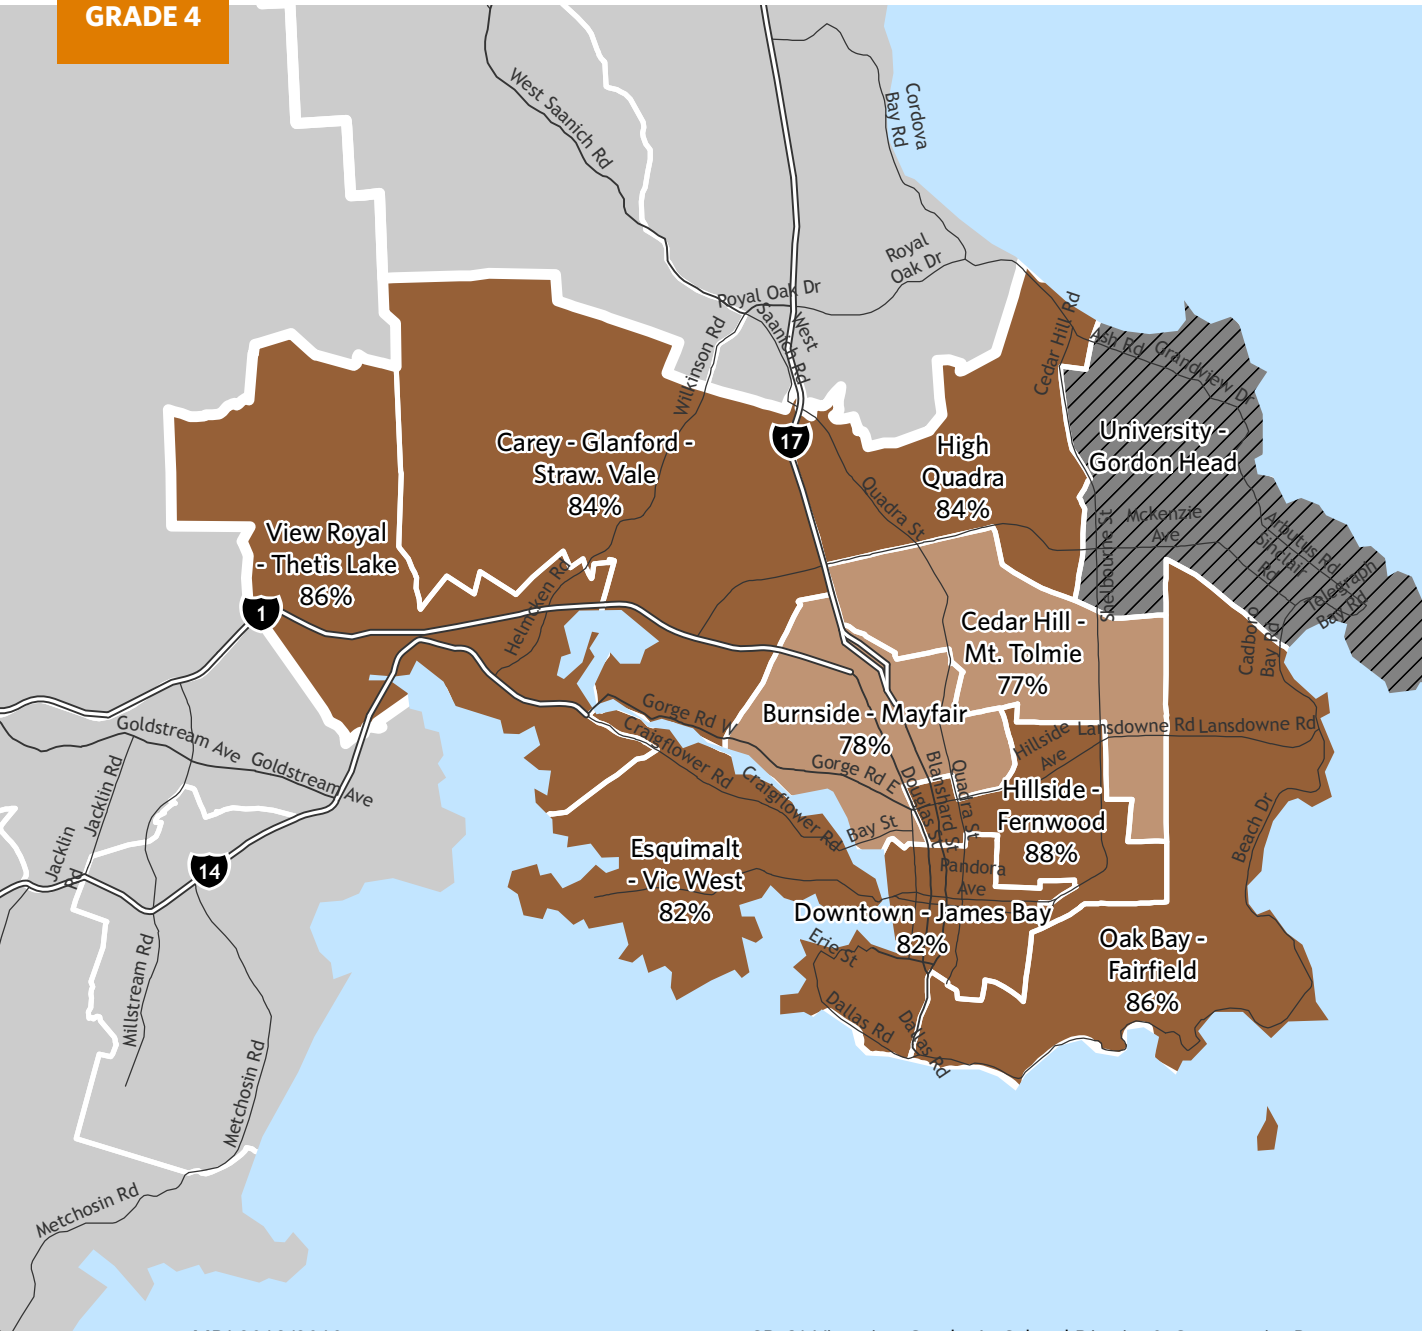 GRADE 4
West Saanich Rd
Cordova
Bay Rd
Royal
Oak Dr
Royal Oak Dr
West
Saanich Rd
Wilkinson Rd
Cedar Hill Rd
Ash Rd
Grandview Dr
17
Carey - Glanford -
Straw. Vale
84%
High
Quadra
84%
University -
Gordon Head
Quadra St
McKenzie
Ave
Shelbourne St
Arbutus Rd
Sinclair
Rd
Telegraph
Bay Rd
View Royal
- Thetis Lake
86%
1
Helmcken Rd
Cedar Hill -
Mt. Tolmie
77%
Cadboro
Bay Rd
Gorge Rd W
Burnside - Mayfair
78%
Craigflower Rd
Craigflower Rd
Gorge Rd E
Hillside
Ave
Lansdowne Rd
Lansdowne Rd
Goldstream Ave
Goldstream Ave
Jacklin Rd
Jacklin
Rd
Douglas St
Blanshard St
Quadra St
Hillside -
Fernwood
88%
Bay St
Beach Dr
14
Esquimalt
- Vic West
82%
Pandora
Ave
Downtown - James Bay
82%
Erie St
Oak Bay -
Fairfield
86%
Dallas Rd
Dallas Rd
Millstream Rd
Metchosin Rd
Metchosin Rd